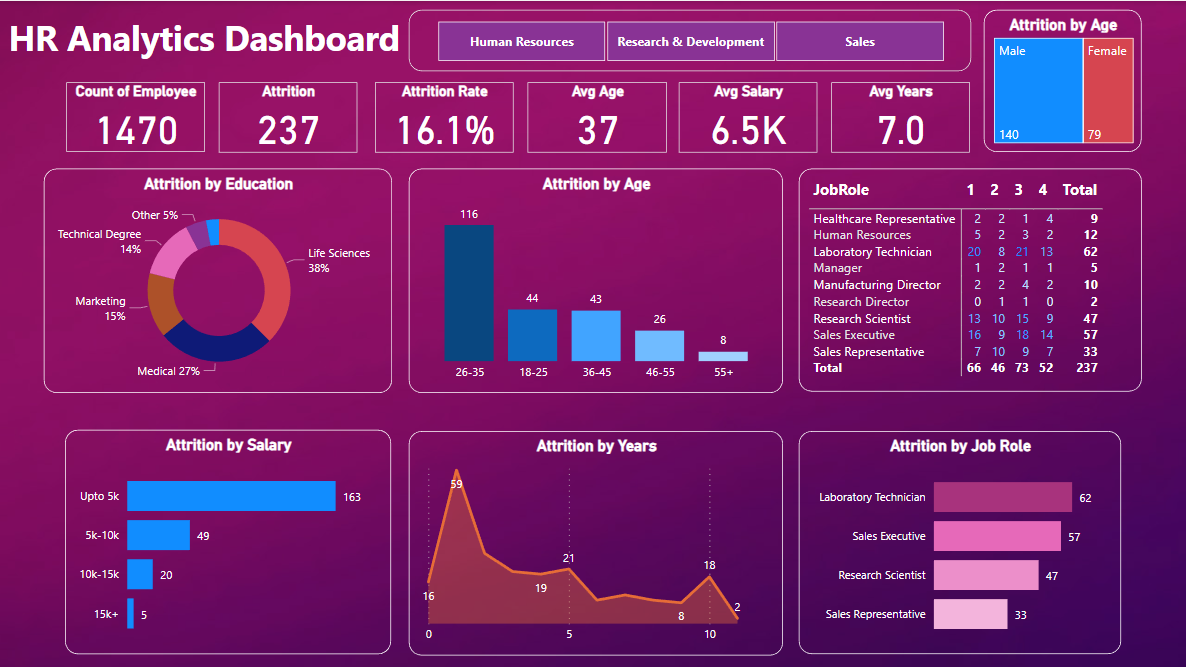 HR Analytics Dashboard
Human Resources
Research & Development
Sales
Attrition by Age
Male
Female
140
79
Count of Employee
1470
Attrition
237
Attrition Rate
16.1%
Avg Age
37
Avg Salary
6.5K
Avg Years
7.0
Attrition by Education
Other 5%
Technical Degree
14%
Life Sciences
38%
Marketing
15%
Medical 27%
Attrition by Age
116
44
43
26
8
26-35
18-25
36-45
46-55
55+
JobRole 1 2 3 4 Total
Healthcare Representative 2 2 1 4 9
Human Resources 5 2 3 2 12
Laboratory Technician 20 8 21 13 62
Manager 1 2 1 1 5
Manufacturing Director 2 2 4 2 10
Research Director 0 1 1 0 2
Research Scientist 13 10 15 9 47
Sales Executive 16 9 18 14 57
Sales Representative 7 10 9 7 33
Total 66 46 73 52 237
Attrition by Salary
Upto 5k 163
5k-10k 49
10k-15k 20
15k+ 5
Attrition by Years
59
16
19
21
8
18
2
0
5
10
Attrition by Job Role
Laboratory Technician 62
Sales Executive 57
Research Scientist 47
Sales Representative 33